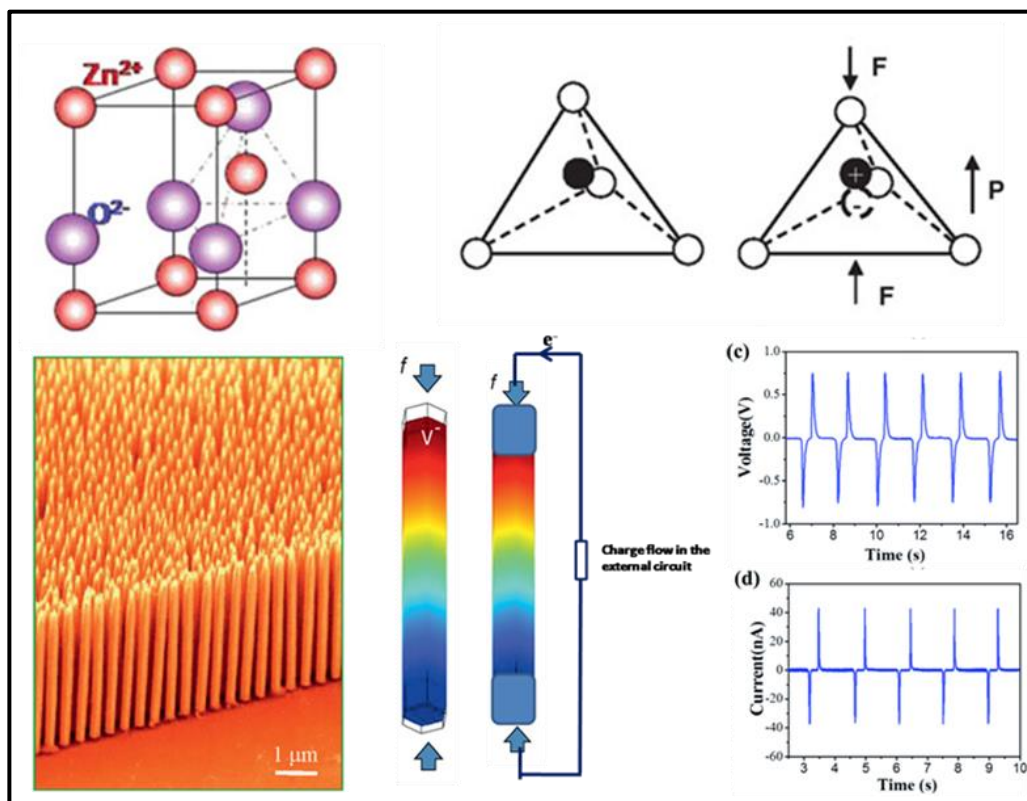 Zn2+
O2-
F
+
-
P
F
1 μm
f
V-
e-
f
Charge flow in the
external circuit
(c)
1.0
0.5
0.0
-0.5
-1.0
Voltage(V)
6 8 10 12 14 16
Time (s)
(d)
60
40
20
0
-20
-40
-60
Current(nA)
3 4 5 6 7 8 9 10
Time (s)